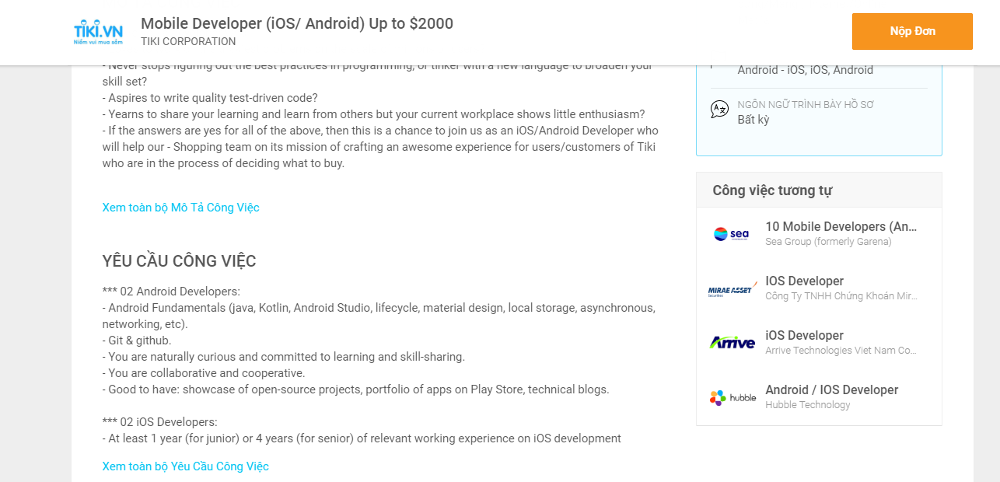 TIKI.VN
Niềm vui mua sắm
Mobile Developer (iOS/ Android) Up to $2000
TIKI CORPORATION
Nộp Đơn
- Never stops figuring out the best practices in programming, or tinker with a new language to broaden your
skill set?
- Aspires to write quality test-driven code?
- Yearns to share your learning and learn from others but your current workplace shows little enthusiasm?
- If the answers are yes for all of the above, then this is a chance to join us as an iOS/Android Developer who
will help our - Shopping team on its mission of crafting an awesome experience for users/customers of Tiki
who are in the process of deciding what to buy.
Xem toàn bộ Mô Tả Công Việc
YÊU CẦU CÔNG VIỆC
*** 02 Android Developers:
- Android Fundamentals (java, Kotlin, Android Studio, lifecycle, material design, local storage, asynchronous,
networking, etc).
- Git & github.
- You are naturally curious and committed to learning and skill-sharing.
- You are collaborative and cooperative.
- Good to have: showcase of open-source projects, portfolio of apps on Play Store, technical blogs.
*** 02 iOS Developers:
- At least 1 year (for junior) or 4 years (for senior) of relevant working experience on iOS development
Xem toàn bộ Yêu Cầu Công Việc
Android - iOS, iOS, Android
NGÔN NGỮ TRÌNH BÀY HỒ SƠ
Bất kỳ
Công việc tương tự
sea
10 Mobile Developers (An...
Sea Group (formerly Garena)
MIRAE ASSET
Securities
IOS Developer
Công Ty TNHH Chứng Khoán Mir...
Arrive
iOS Developer
Arrive Technologies Viet Nam Co...
hubble
Android / IOS Developer
Hubble Technology